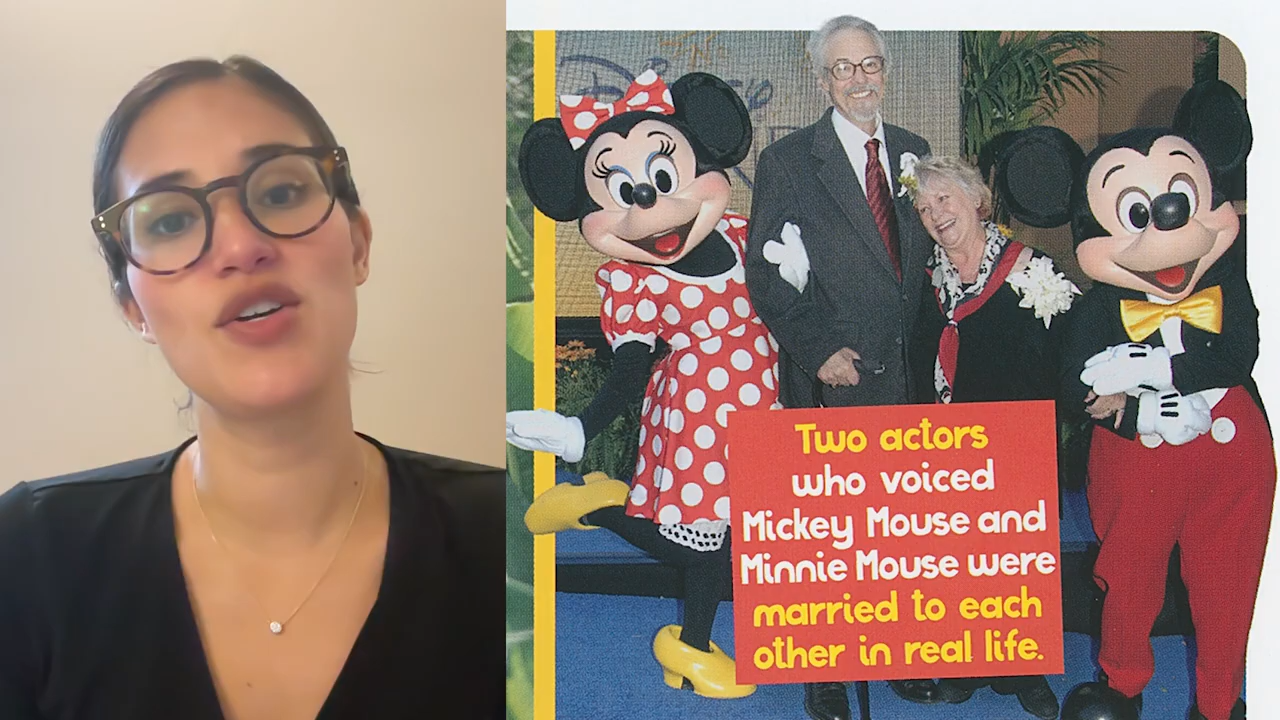 Two actors
who voiced
Mickey Mouse and
Minnie Mouse were
married to each
other in real life.